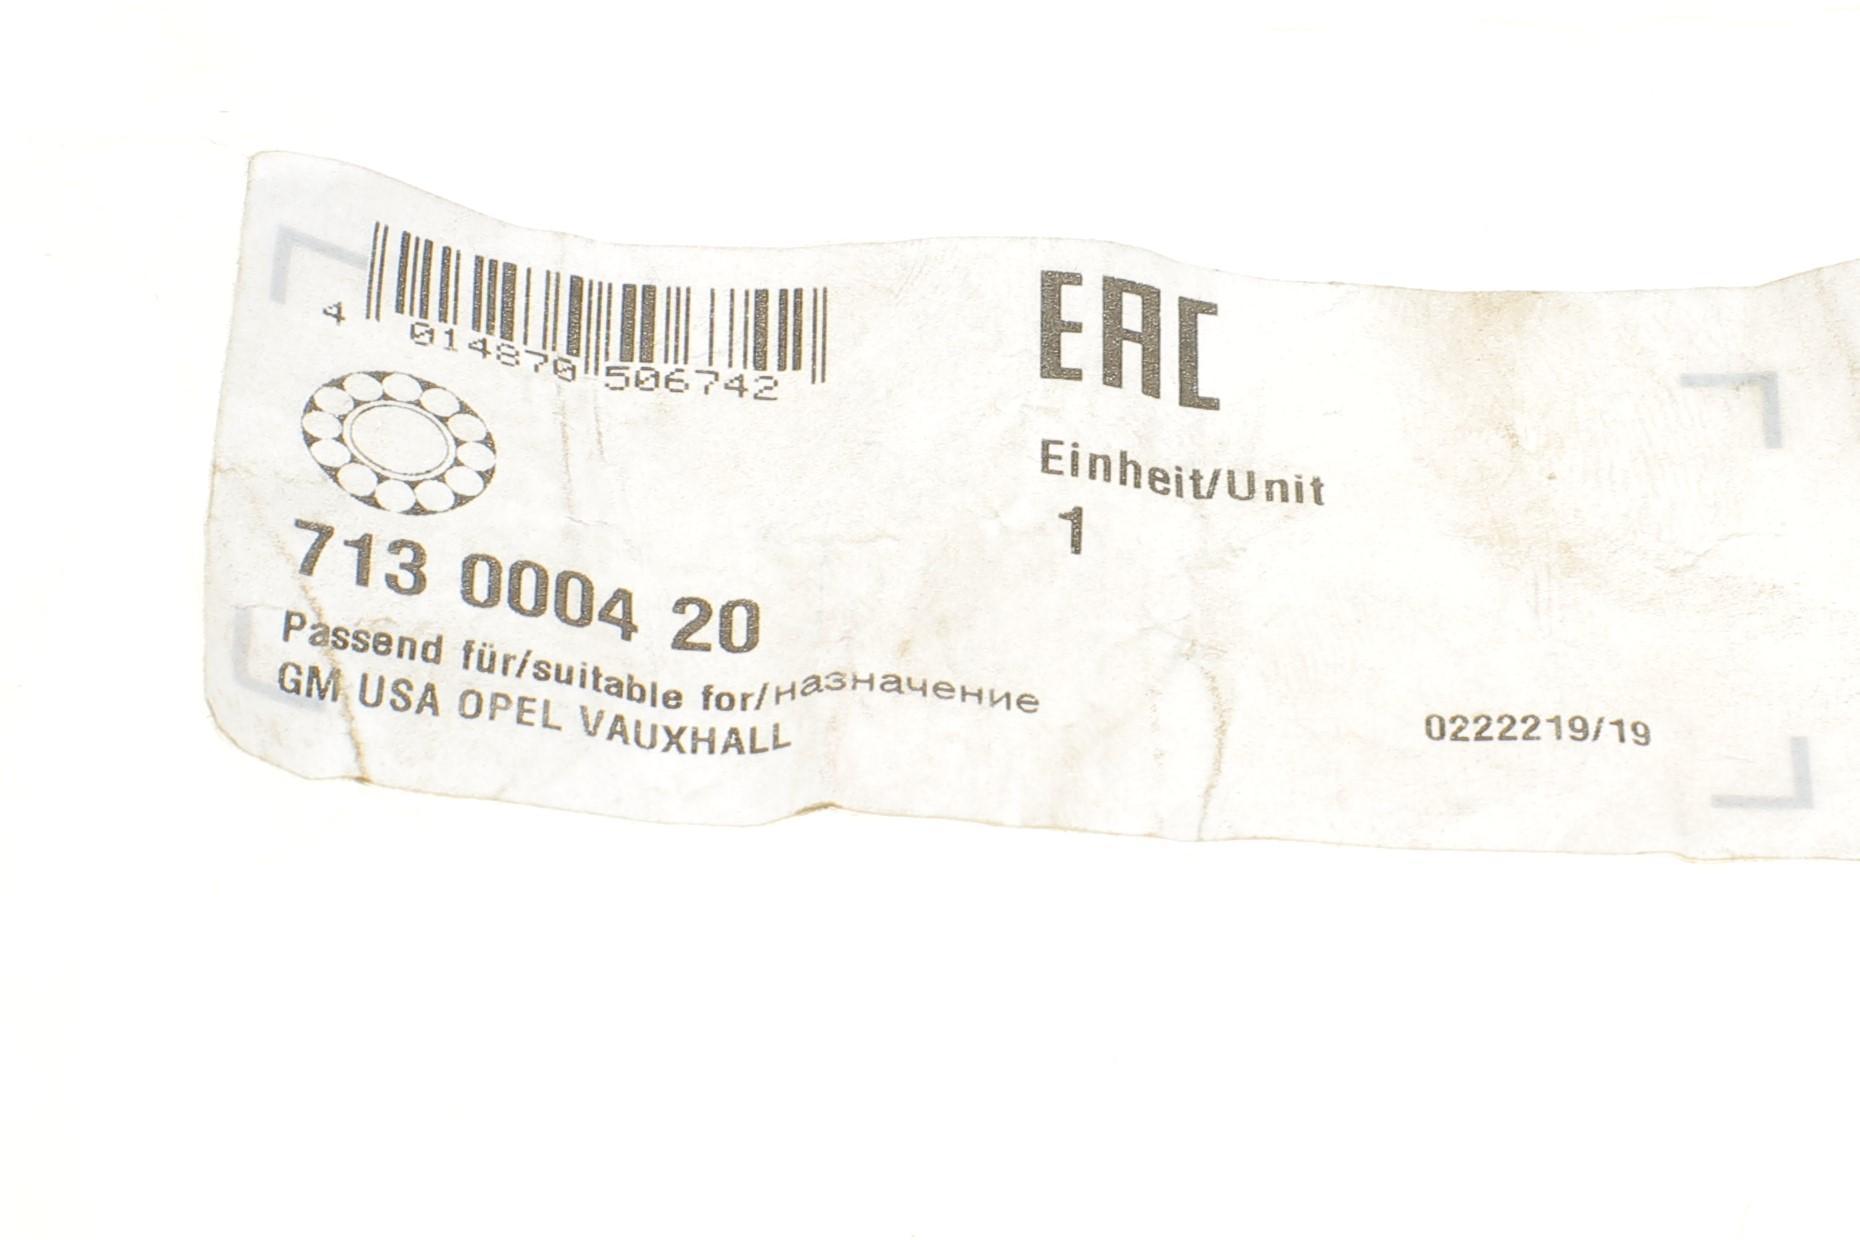 4 014870 506742
EAC
Einheit/Unit
1
713 0004 20
Passend für/suitable for/назначение
GM USA OPEL VAUXHALL
0222219/19